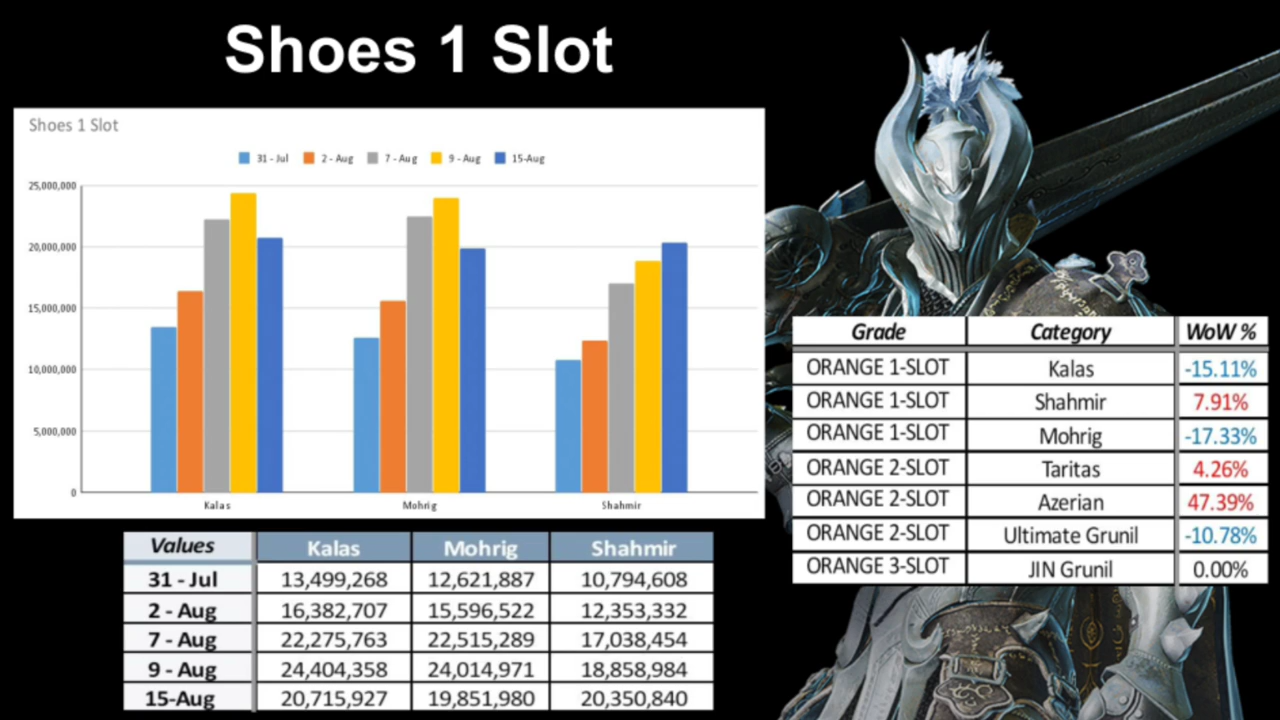 Shoes 1 Slot
Shoes 1 Slot
31 - Jul 2 - Aug 7 - Aug 9 - Aug 15-Aug
25,000,000
20,000,000
15,000,000
10,000,000
5,000,000
0
Kalas Mohrig Shahmir
Values Kalas Mohrig Shahmir
31 - Jul 13,499,268 12,621,887 10,794,608
2 - Aug 16,382,707 15,596,522 12,353,332
7 - Aug 22,275,763 22,515,289 17,038,454
9 - Aug 24,404,358 24,014,971 18,858,984
15-Aug 20,715,927 19,851,980 20,350,840
Grade Category WoW %
ORANGE 1-SLOT Kalas -15.11%
ORANGE 1-SLOT Shahmir 7.91%
ORANGE 1-SLOT Mohrig -17.33%
ORANGE 2-SLOT Taritas 4.26%
ORANGE 2-SLOT Azerian 47.39%
ORANGE 2-SLOT Ultimate Grunil -10.78%
ORANGE 3-SLOT JIN Grunil 0.00%